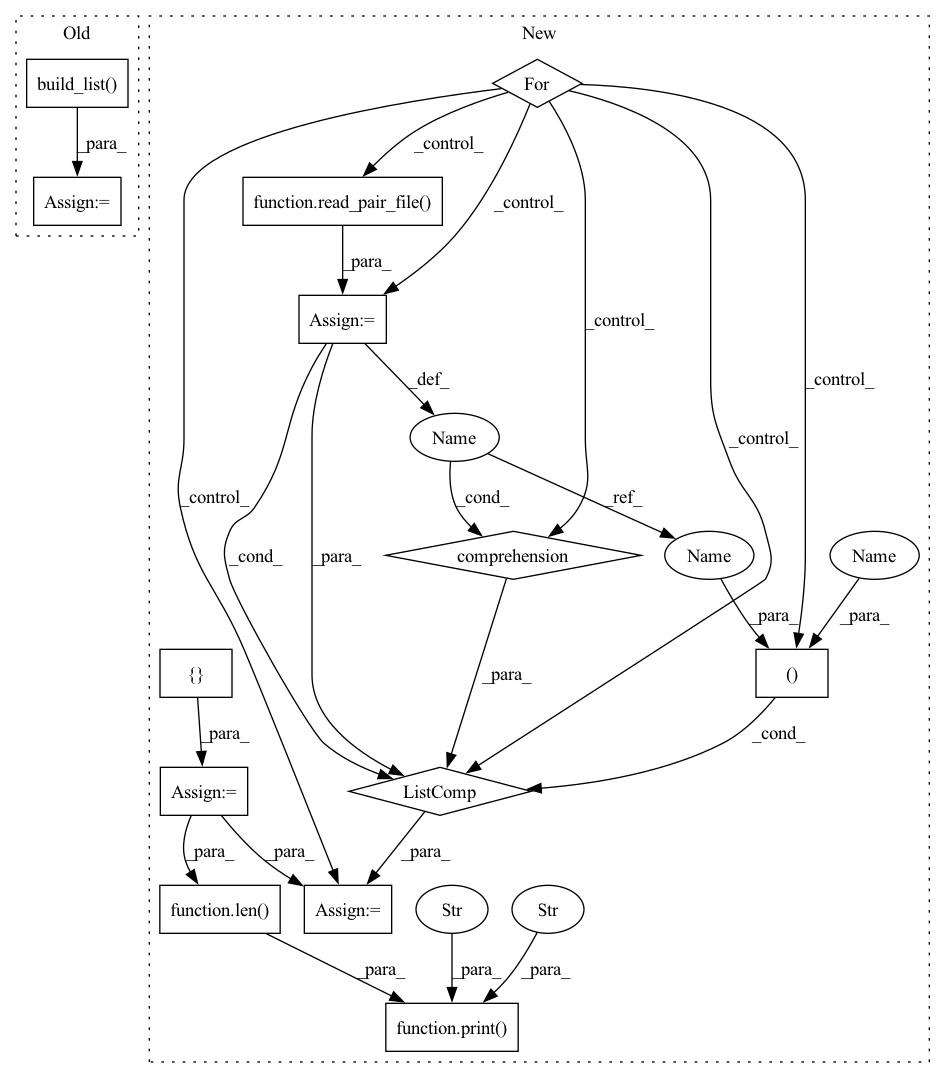 Old
New
build_list()
For
_para_
_control_
Assign:=
function.read_pair_file()
_control_
_para_
Assign:=
_control_
_def_
_control_
Name
_control_
_control_
_cond_
_ref_
_cond_
_para_
comprehension
Name
Name
_para_
_para_
{}
_para_
()
_para_
_cond_
Assign:=
ListComp
_para_
_para_
_para_
function.len()
Assign:=
Str
Str
_para_
_para_
_para_
function.print()